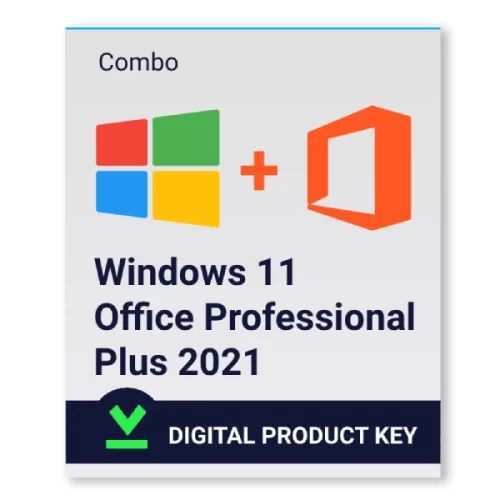 Combo
Windows 11
Office Professional
Plus 2021
DIGITAL PRODUCT KEY